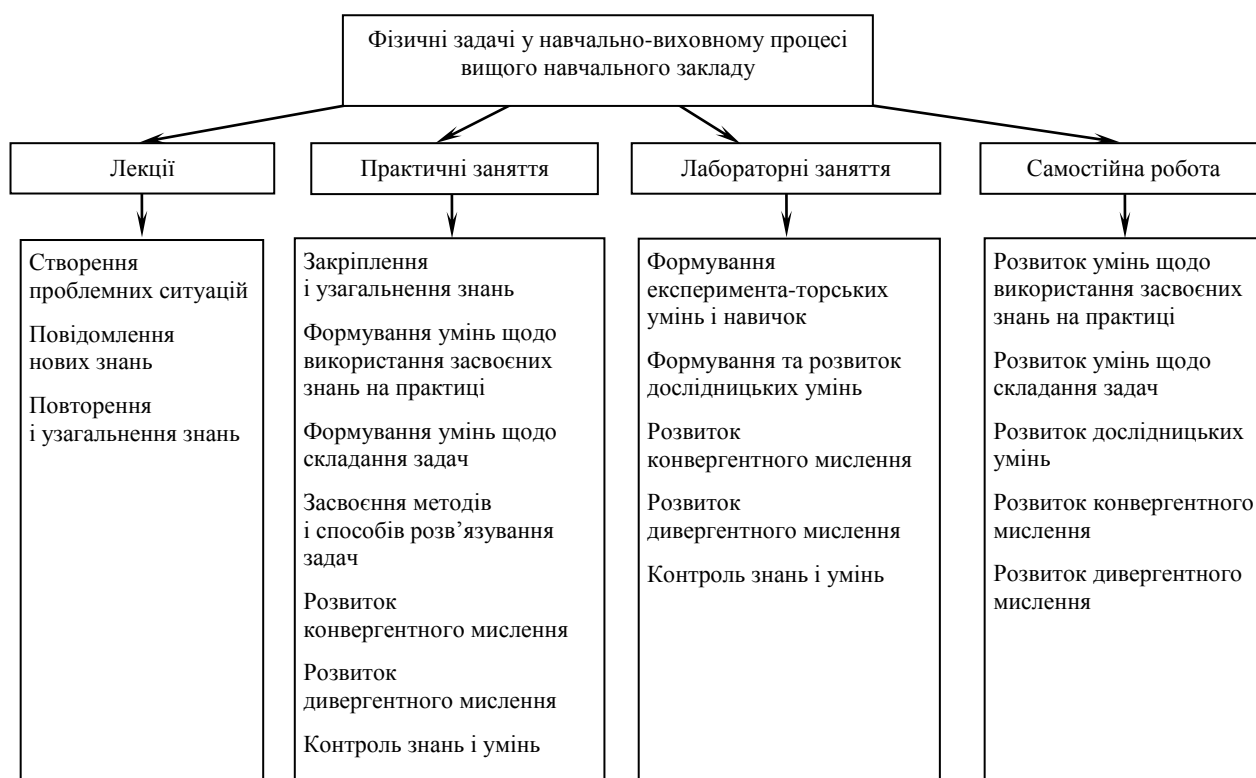 Фізичні задачі у навчально-виховному процесі
вищого навчального закладу
Лекції
Практичні заняття
Лабораторні заняття
Самостійна робота
Створення
проблемних ситуацій
Повідомлення
нових знань
Повторення
і узагальнення знань
Закріплення
і узагальнення знань
Формування умінь щодо
використання засвоєних
знань на практиці
Формування умінь щодо
складання задач
Засвоєння методів
і способів розв’язування
задач
Розвиток
конвергентного мислення
Розвиток
дивергентного мислення
Контроль знань і умінь
Формування
експеримента-торських
умінь і навичок
Формування та розвиток
дослідницьких умінь
Розвиток
конвергентного мислення
Розвиток
дивергентного мислення
Контроль знань і умінь
Розвиток умінь щодо
використання засвоєних
знань на практиці
Розвиток умінь щодо
складання задач
Розвиток дослідницьких
умінь
Розвиток конвергентного
мислення
Розвиток дивергентного
мислення